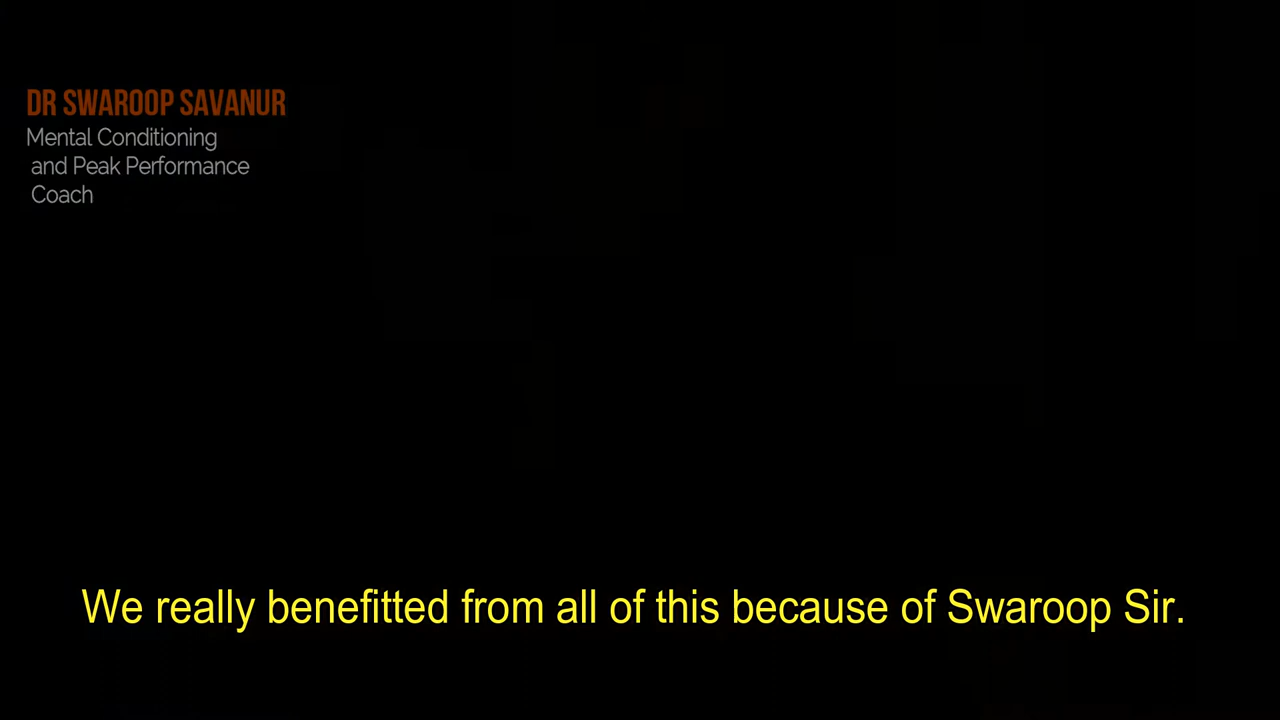 DR SWAROOP SAVANUR
Mental Conditioning
and Peak Performance
Coach
We really benefitted from all of this because of Swaroop Sir.